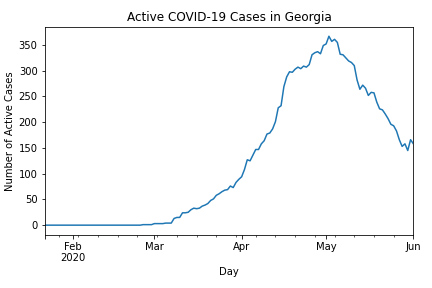 Active COVID-19 Cases in Georgia
Number of Active Cases
350
300
250
200
150
100
50
0
Feb Mar Apr May Jun
2020
Day